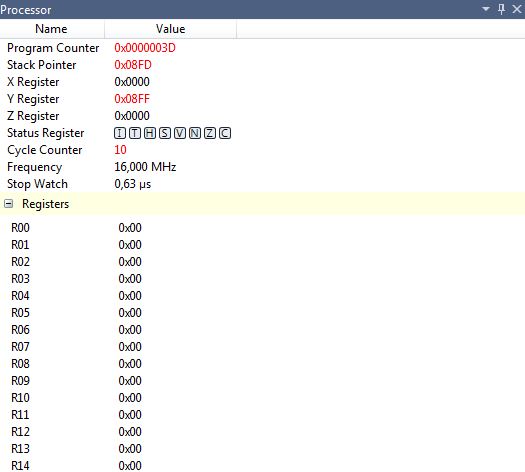 Processor
Name Value
Program Counter 0x0000003D
Stack Pointer 0x08FD
X Register 0x0000
Y Register 0x08FF
Z Register 0x0000
Status Register I T H S V N Z C
Cycle Counter 10
Frequency 16,000 MHz
Stop Watch 0,63 µs
Registers
R00 0x00
R01 0x00
R02 0x00
R03 0x00
R04 0x00
R05 0x00
R06 0x00
R07 0x00
R08 0x00
R09 0x00
R10 0x00
R11 0x00
R12 0x00
R13 0x00
R14 0x00